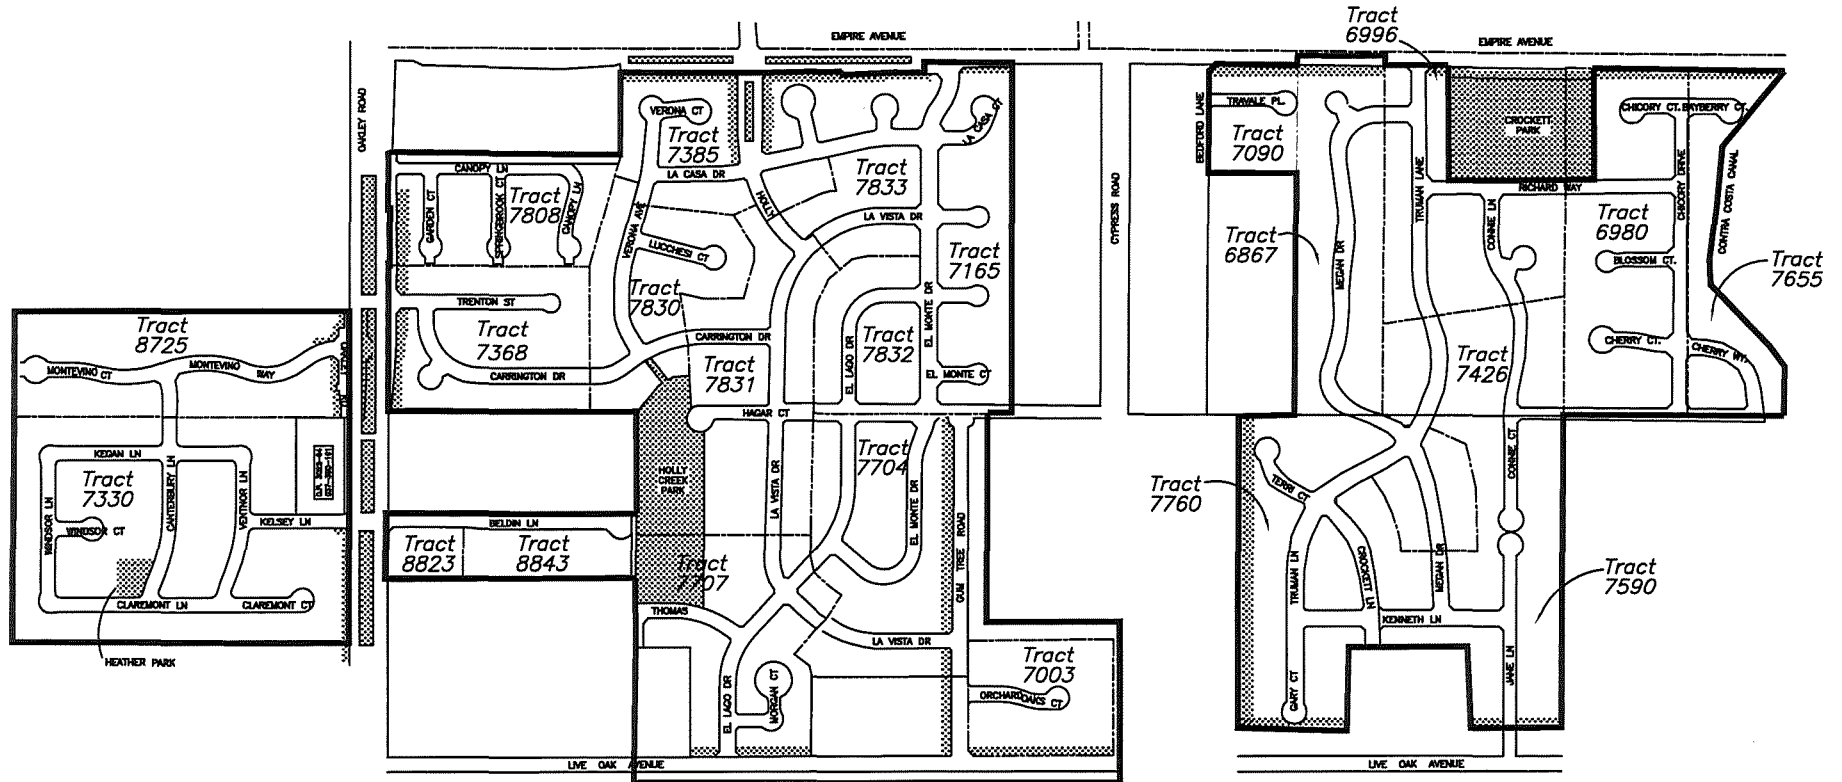 Tract
6996
EMPIRE AVENUE
EMPIRE AVENUE
OAKLEY ROAD
VERONA CT
Tract
7385
LA CASA CT
LA CASA DR
HOLLY
Tract
7833
LA VISTA DR
Tract
7165
CANOPY LN
Tract
7808
GARDEN CT
SPRINGBROOK CT
CANOPY LN
VERONA AVE
LUCCHESI CT
Tract
7830
TRENTON ST
Tract
7368
CARRINGTON DR
CARRINGTON DR
Tract
7831
EL LAGO DR
Tract
7832
EL MONTE DR
EL MONTE CT
HAGAR CT
CYPRESS ROAD
BEDFORD LANE
TRAVALE PL.
Tract
7090
CROCKETT
PARK
CHICORY CT.
BAYBERRY CT.
TRUMAN LANE
RICHARD WAY
CHICORY DRIVE
CONTRA COSTA CANAL
CONNIE LN
Tract
6980
Tract
6867
MEGAN DR
BLOSSOM CT.
Tract
7655
Tract
7426
CHERRY CT.
CHERRY WY.
Tract
8725
MONTEVINO CT
MONTEVINO WAY
KEGAN LN
Tract
7330
WINDSOR LN
WINDSOR CT
CANTERBURY LN
VENTNOR LN
KELSEY LN
CLAREMONT LN
CLAREMONT CT
HEATHER PARK
HOLLY
CREEK
PARK
LA VISTA DR
Tract
7704
EL MONTE DR
GUM TREE ROAD
BELDIN LN
Tract
8823
Tract
8843
Tract
7707
THOMAS
LA VISTA DR
EL LAGO DR
MORGAN CT
Tract
7003
ORCHARD OAKS CT
LIVE OAK AVENUE
Tract
7760
TERRI CT
CONNIE CT
TRUMAN LN
CROCKETT LN
MEGAN DR
Tract
7590
KENNETH LN
GARY CT
JANE LN
LIVE OAK AVENUE